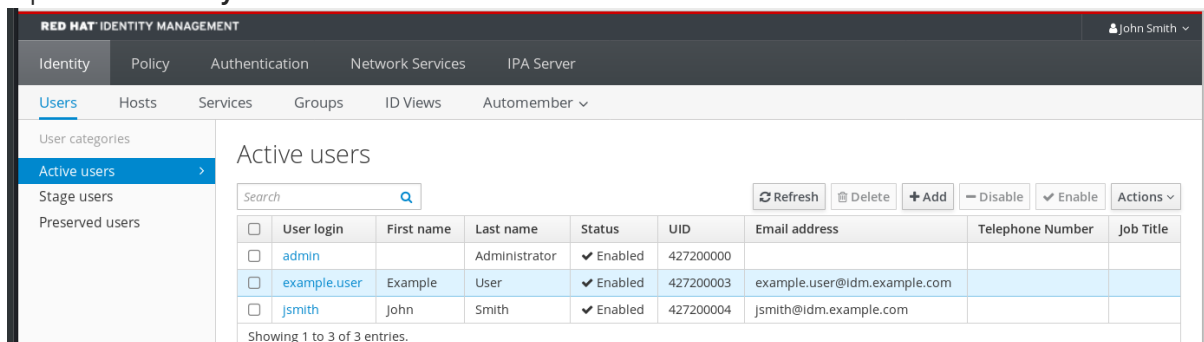 RED HAT IDENTITY MANAGEMENT
John Smith
Identity Policy Authentication Network Services IPA Server
Users Hosts Services Groups ID Views Automember
User categories
Active users
Stage users
Preserved users
Active users
Search
Refresh Delete Add Disable Enable Actions
User login First name Last name Status UID Email address Telephone Number Job Title
admin Administrator Enabled 427200000
example.user Example User Enabled 427200003 example.user@idm.example.com
jsmith John Smith Enabled 427200004 jsmith@idm.example.com
Showing 1 to 3 of 3 entries.